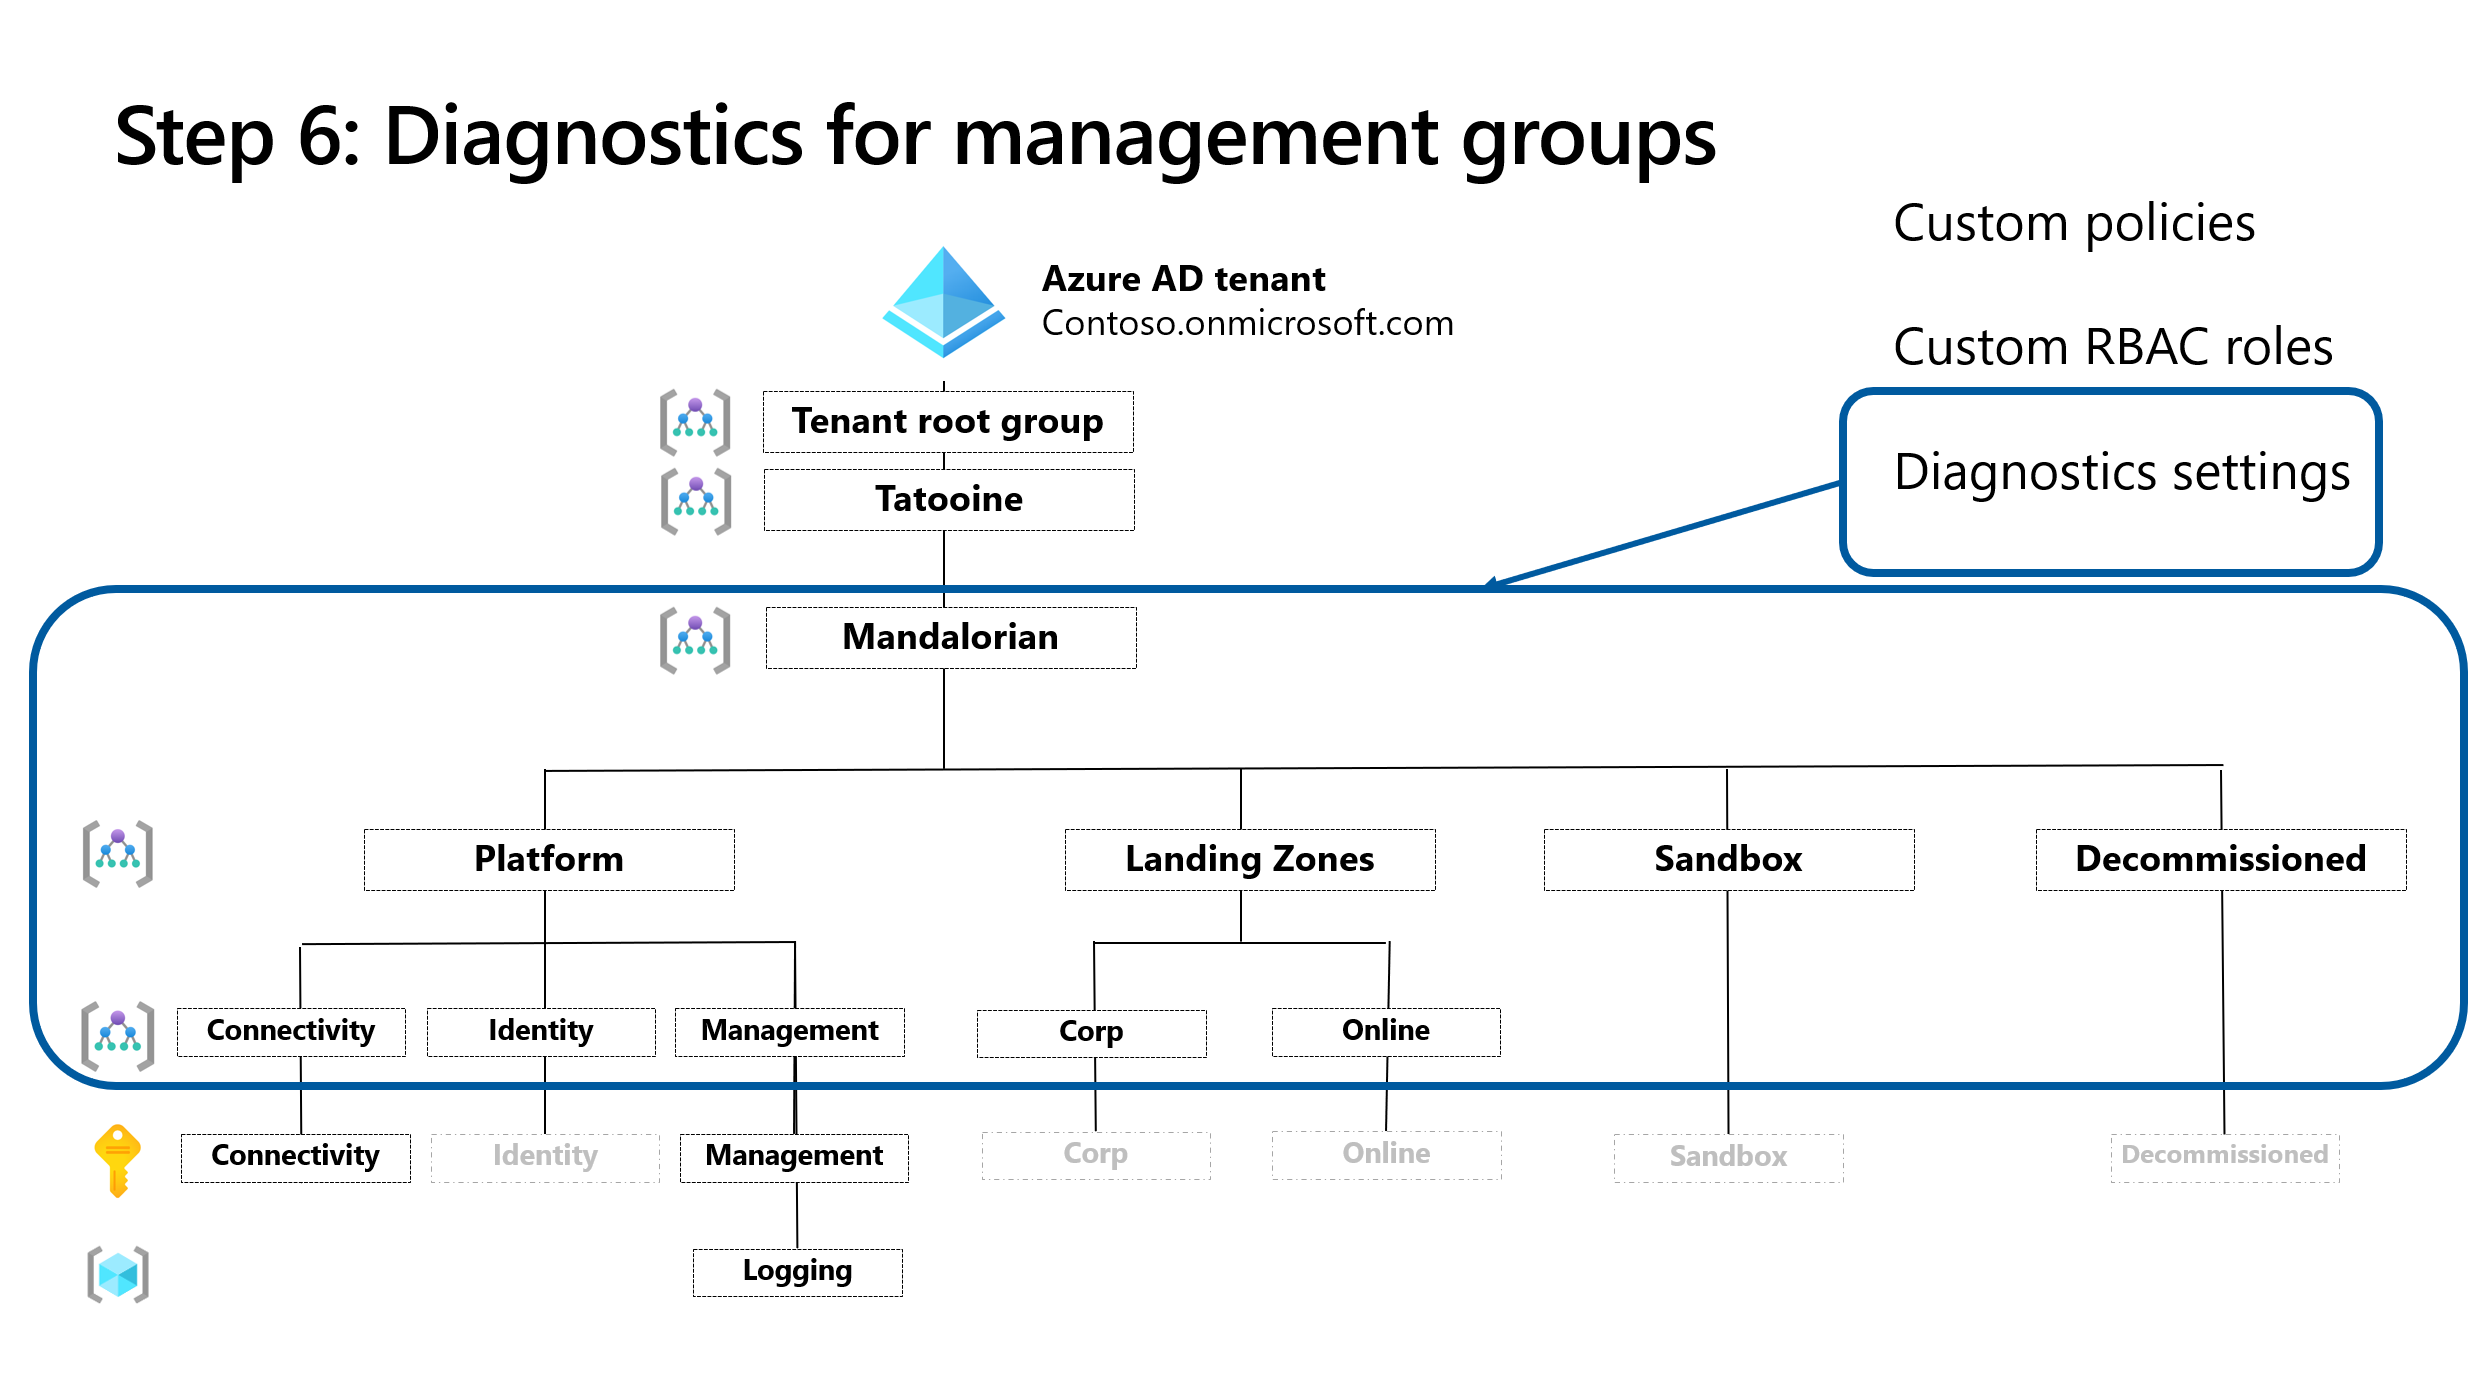 Step 6: Diagnostics for management groups
Custom policies
Azure AD tenant
Contoso.onmicrosoft.com
Custom RBAC roles
Tenant root group
Diagnostics settings
Tatooine
Mandalorian
Platform
Landing Zones
Sandbox
Decommissioned
Connectivity
Identity
Management
Corp
Online
Connectivity
Identity
Management
Corp
Online
Sandbox
Decommissioned
Logging